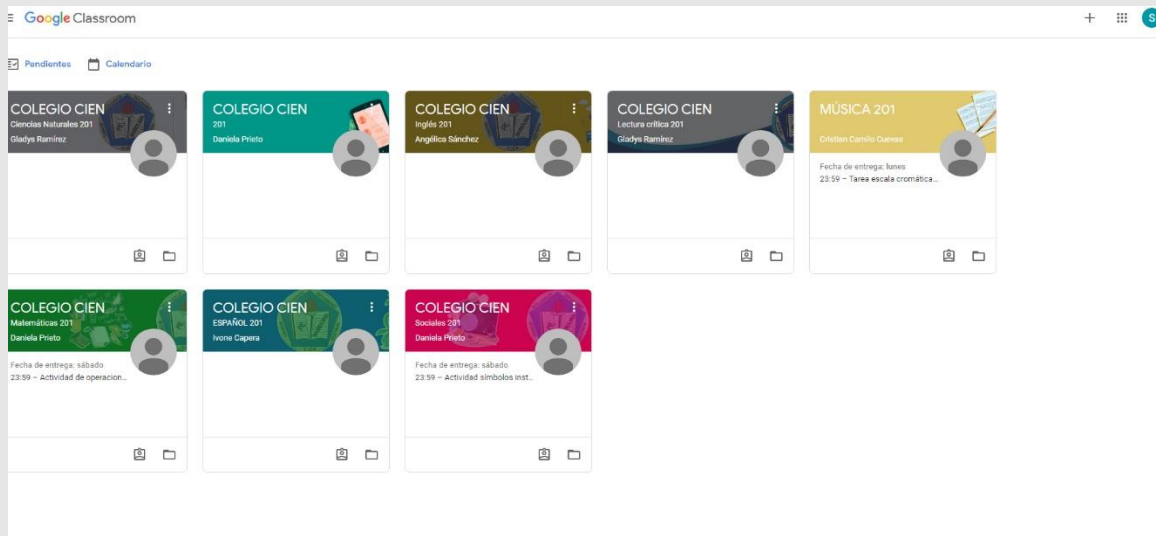 Google Classroom
S
Pendientes Calendario
COLEGIO CIEN
Ciencias Naturales 201
Gladys Ramírez
COLEGIO CIEN
201
Daniela Prieto
COLEGIO CIEN
Inglés 201
Angélica Sánchez
COLEGIO CIEN
Lectura crítica 201
Gladys Ramírez
MÚSICA 201
Cristian Camilo Cuevas
Fecha de entrega: lunes
23:59 – Tarea escala cromática...
COLEGIO CIEN
Matemáticas 201
Daniela Prieto
Fecha de entrega: sábado
23:59 – Actividad de operacion...
COLEGIO CIEN
ESPAÑOL 201
Ivone Capera
COLEGIO CIEN
Sociales 201
Daniela Prieto
Fecha de entrega: sábado
23:59 – Actividad símbolos inst...